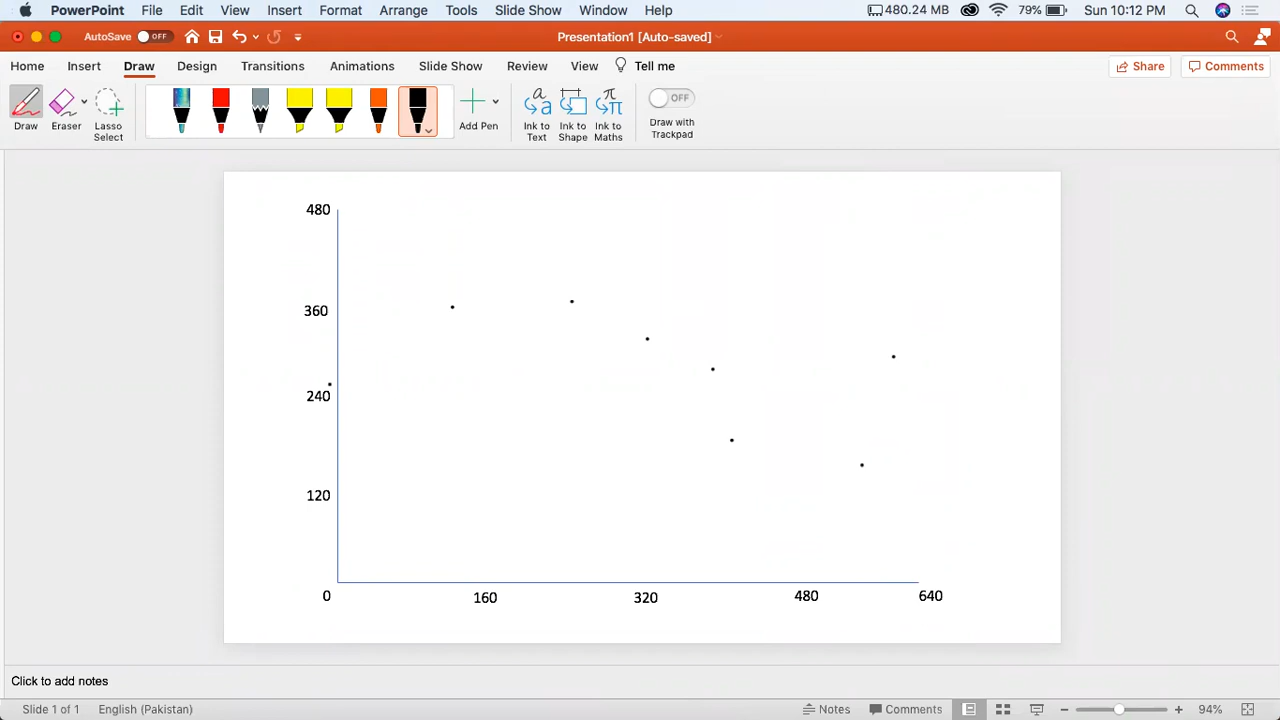 PowerPoint File Edit View Insert Format Arrange Tools Slide Show Window Help 480.24 MB 79% Sun 10:12 PM
AutoSave OFF Presentation1 [Auto-saved]
Home Insert Draw Design Transitions Animations Slide Show Review View Tell me Share Comments
Draw Eraser Lasso Select Add Pen Ink to Text Ink to Shape Ink to Maths OFF Draw with Trackpad
480
360
240
120
0 160 320 480 640
Click to add notes
Slide 1 of 1 English (Pakistan) Notes Comments 94%